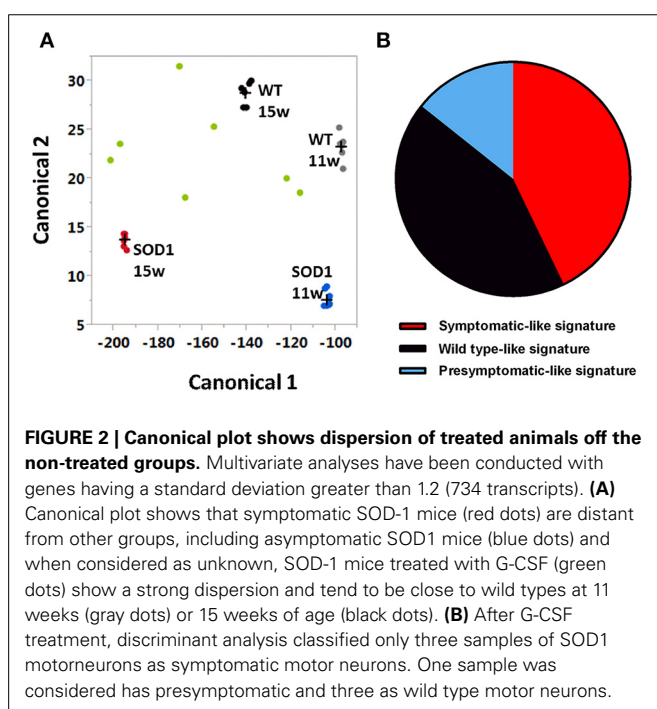 A
B
Canonical 2
30
25
20
15
10
5
WT
15w
WT
11w
SOD1
15w
SOD1
11w
-200 -180 -160 -140 -120 -100
Canonical 1
Symptomatic-like signature
Wild type-like signature
Presymptomatic-like signature
FIGURE 2 | Canonical plot shows dispersion of treated animals off the
non-treated groups. Multivariate analyses have been conducted with
genes having a standard deviation greater than 1.2 (734 transcripts). (A)
Canonical plot shows that symptomatic SOD-1 mice (red dots) are distant
from other groups, including asymptomatic SOD1 mice (blue dots) and
when considered as unknown, SOD-1 mice treated with G-CSF (green
dots) show a strong dispersion and tend to be close to wild types at 11
weeks (gray dots) or 15 weeks of age (black dots). (B) After G-CSF
treatment, discriminant analysis classified only three samples of SOD1
motorneurons as symptomatic motor neurons. One sample was
considered has presymptomatic and three as wild type motor neurons.